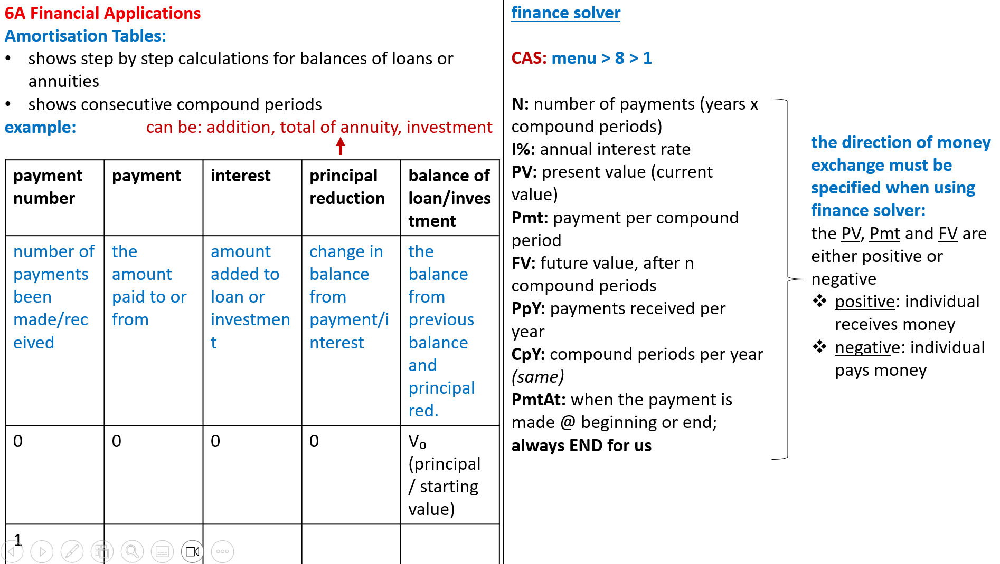 6A Financial Applications
Amortisation Tables:
• shows step by step calculations for balances of loans or
annuities
• shows consecutive compound periods
example: can be: addition, total of annuity, investment
payment
number
payment
interest
principal
reduction
balance of
loan/inves
tment
number of
payments
been
made/rec
eived
the
amount
paid to or
from
amount
added to
loan or
investmen
t
change in
balance
from
payment/i
nterest
the
balance
from
previous
balance
and
principal
red.
0
0
0
0
V₀
(principal
/ starting
value)
1
finance solver
CAS: menu > 8 > 1
N: number of payments (years x
compound periods)
I%: annual interest rate
PV: present value (current
value)
Pmt: payment per compound
period
FV: future value, after n
compound periods
PpY: payments received per
year
CpY: compound periods per year
(same)
PmtAt: when the payment is
made @ beginning or end;
always END for us
the direction of money
exchange must be
specified when using
finance solver:
the PV, Pmt and FV are
either positive or
negative
❖ positive: individual
receives money
❖ negative: individual
pays money